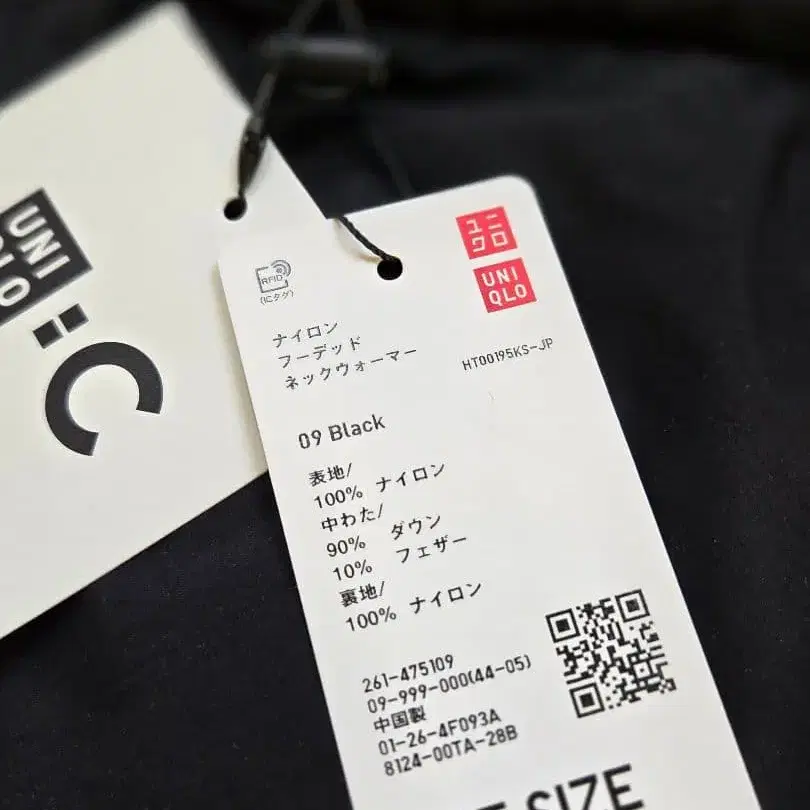 UNI
QLO
:C
RFID
(ICタグ)
ユニ
クロ
UNI
QLO
ナイロン
フーデッド
ネックウォーマー
HT00195KS-JP
09 Black
表地/
100% ナイロン
中わた/
90% ダウン
10% フェザー
裏地/
100% ナイロン
261-475109
09-999-000(44-05)
中国製
01-26-4F093A
8124-00TA-28B
SIZE